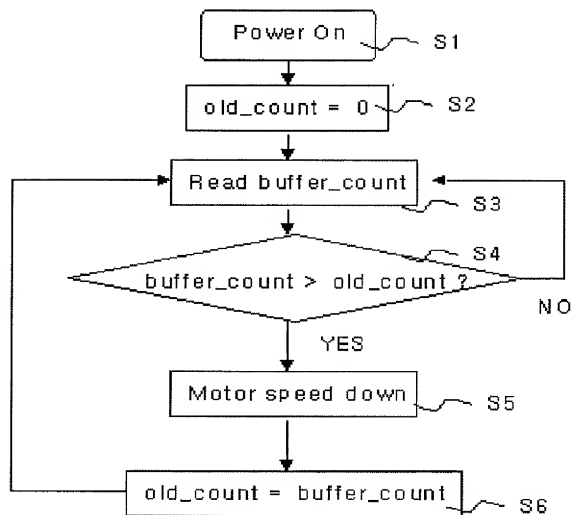 Power On
S1
old_count = 0
S2
Read buffer_count
S3
S4
buffer_count > old_count ?
NO
YES
Motor speed down
S5
old_count = buffer_count
S6